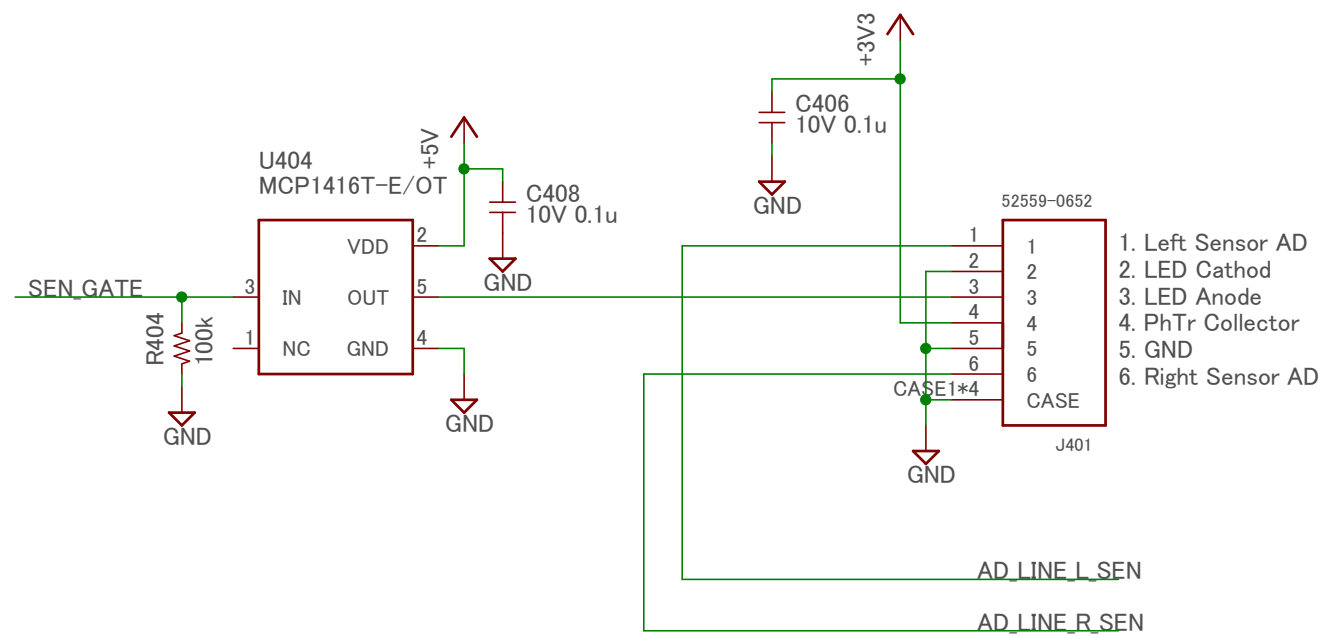 +3V3
C406
10V 0.1u
GND
+5V
U404
MCP1416T-E/OT
C408
10V 0.1u
GND
VDD
2
SEN_GATE
3
IN
OUT
5
R404
100k
1
NC
GND
4
GND
GND
52559-0652
1
1
2
2
3
3
4
4
5
5
6
6
CASE1*4
CASE
J401
GND
1. Left Sensor AD
2. LED Cathod
3. LED Anode
4. PhTr Collector
5. GND
6. Right Sensor AD
AD_LINE_L_SEN
AD_LINE_R_SEN